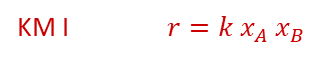 KM I r = k x_A x_B